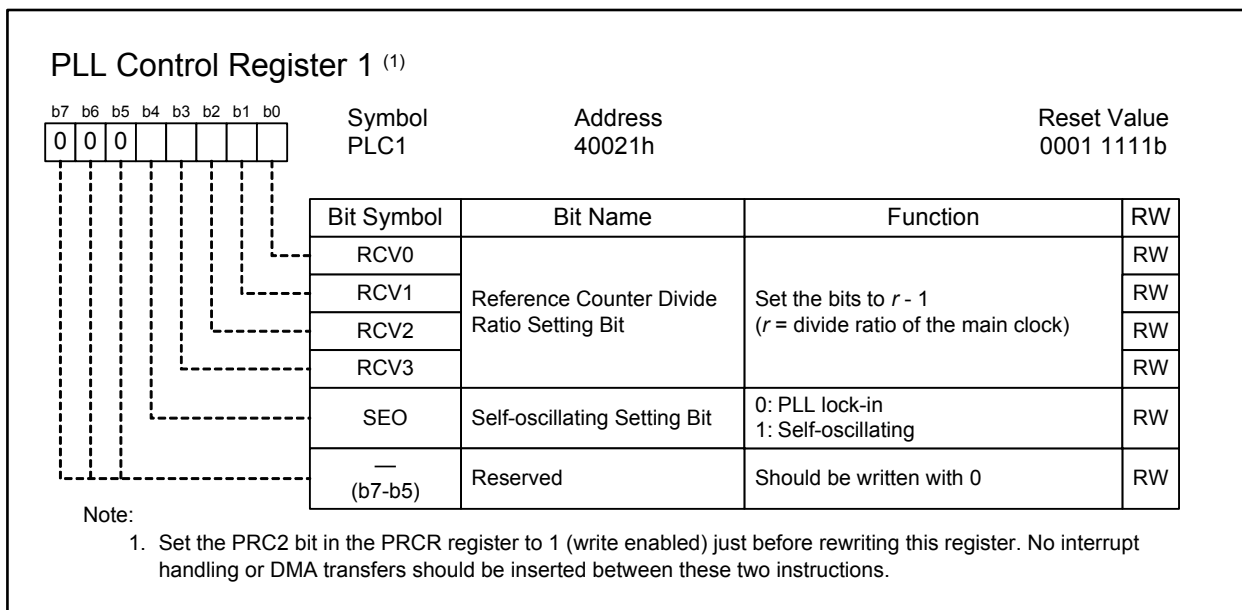 PLL Control Register 1 (1)
b7 b6 b5 b4 b3 b2 b1 b0
0 0 0
Symbol Address Reset Value
PLC1 40021h 0001 1111b
Bit Symbol Bit Name Function RW
RCV0 RW
RCV1 RW
RCV2 RW
RCV3 RW
Reference Counter Divide
Ratio Setting Bit
Set the bits to r - 1
(r = divide ratio of the main clock)
SEO Self-oscillating Setting Bit 0: PLL lock-in RW
1: Self-oscillating
—
(b7-b5) Reserved Should be written with 0 RW
Note:
1. Set the PRC2 bit in the PRCR register to 1 (write enabled) just before rewriting this register. No interrupt
handling or DMA transfers should be inserted between these two instructions.